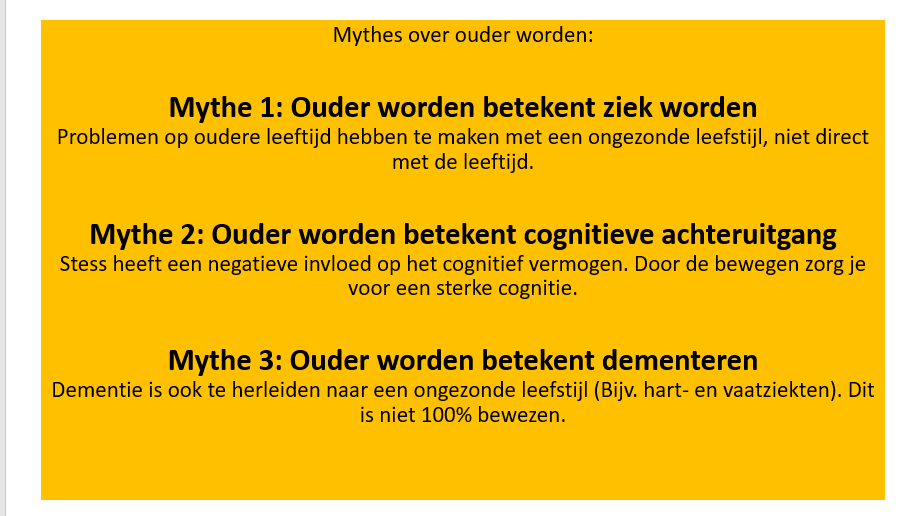 Mythes over ouder worden:
Mythe 1: Ouder worden betekent ziek worden
Problemen op oudere leeftijd hebben te maken met een ongezonde leefstijl, niet direct
met de leeftijd.
Mythe 2: Ouder worden betekent cognitieve achteruitgang
Stess heeft een negatieve invloed op het cognitief vermogen. Door de bewegen zorg je
voor een sterke cognitie.
Mythe 3: Ouder worden betekent dementeren
Dementie is ook te herleiden naar een ongezonde leefstijl (Bijv. hart- en vaatziekten). Dit
is niet 100% bewezen.